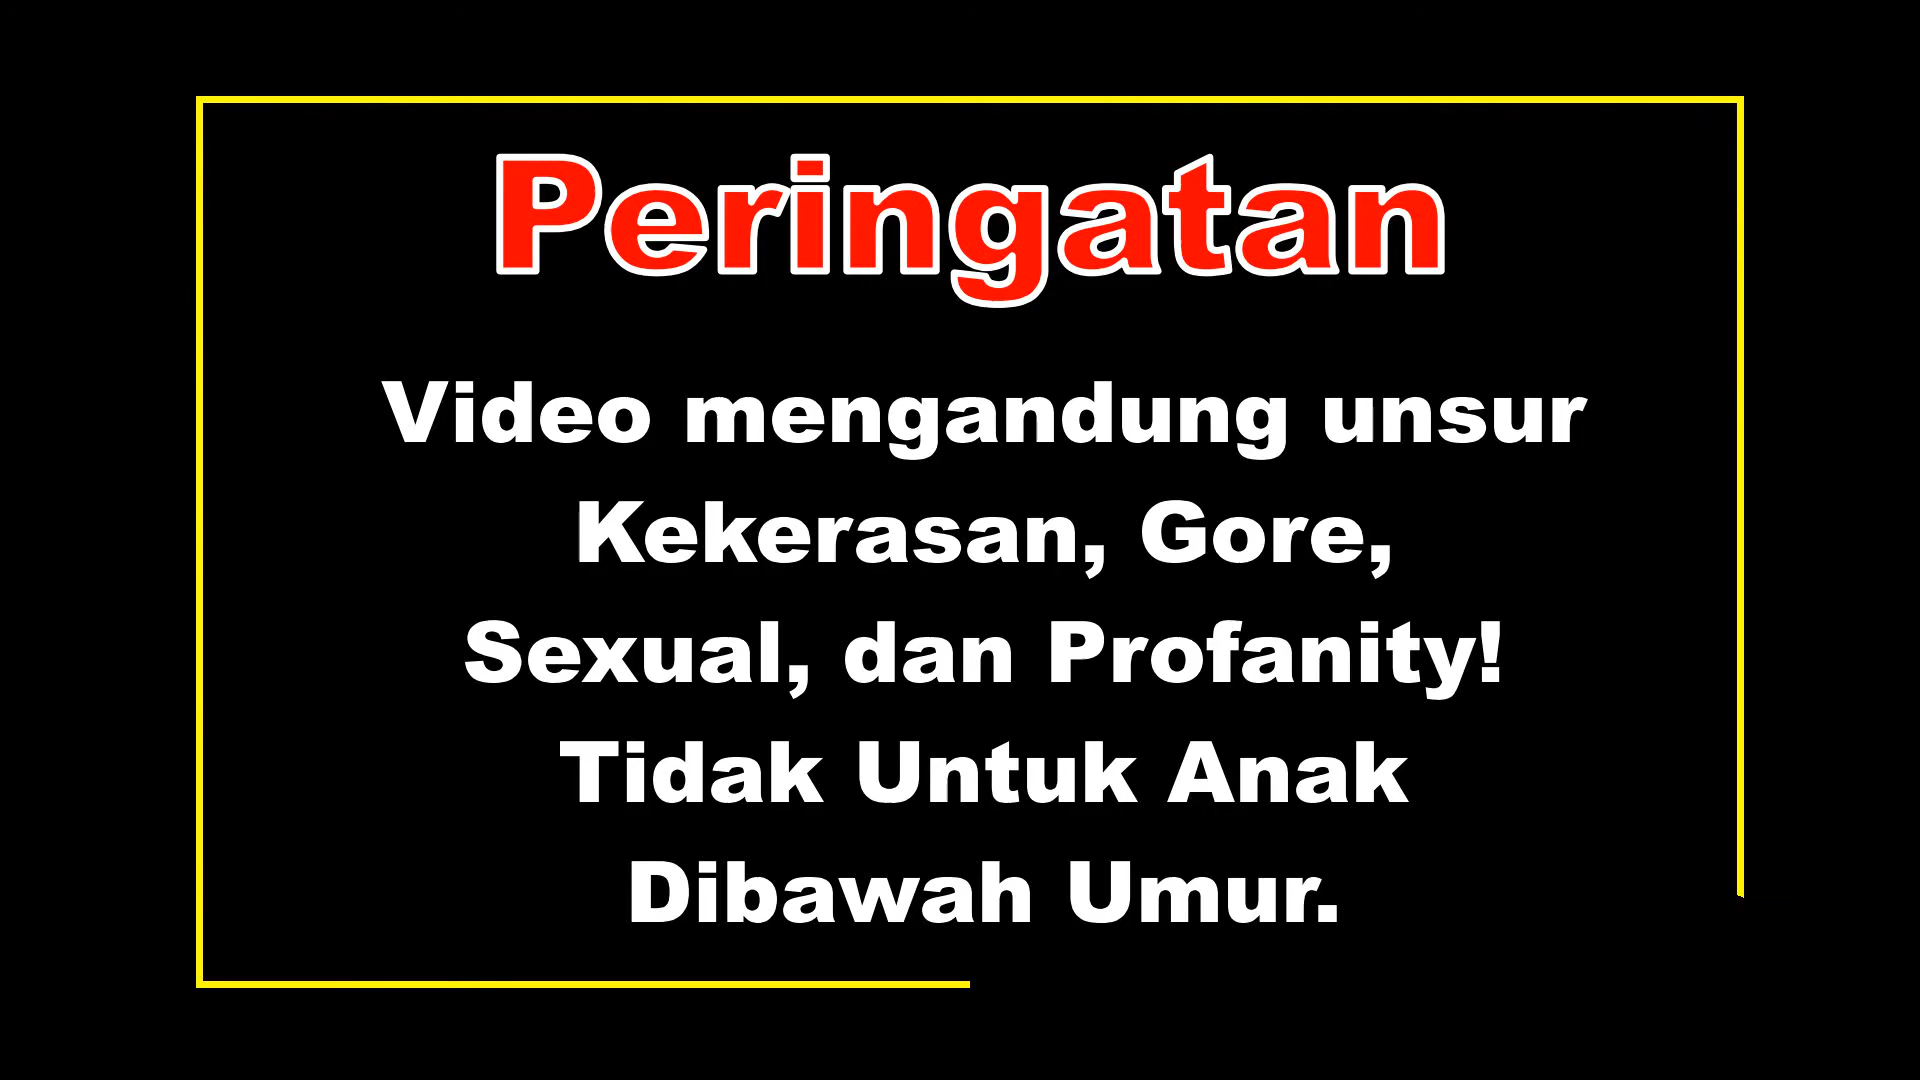 Peringatan
Video mengandung unsur
Kekerasan, Gore,
Sexual, dan Profanity!
Tidak Untuk Anak
Dibawah Umur.